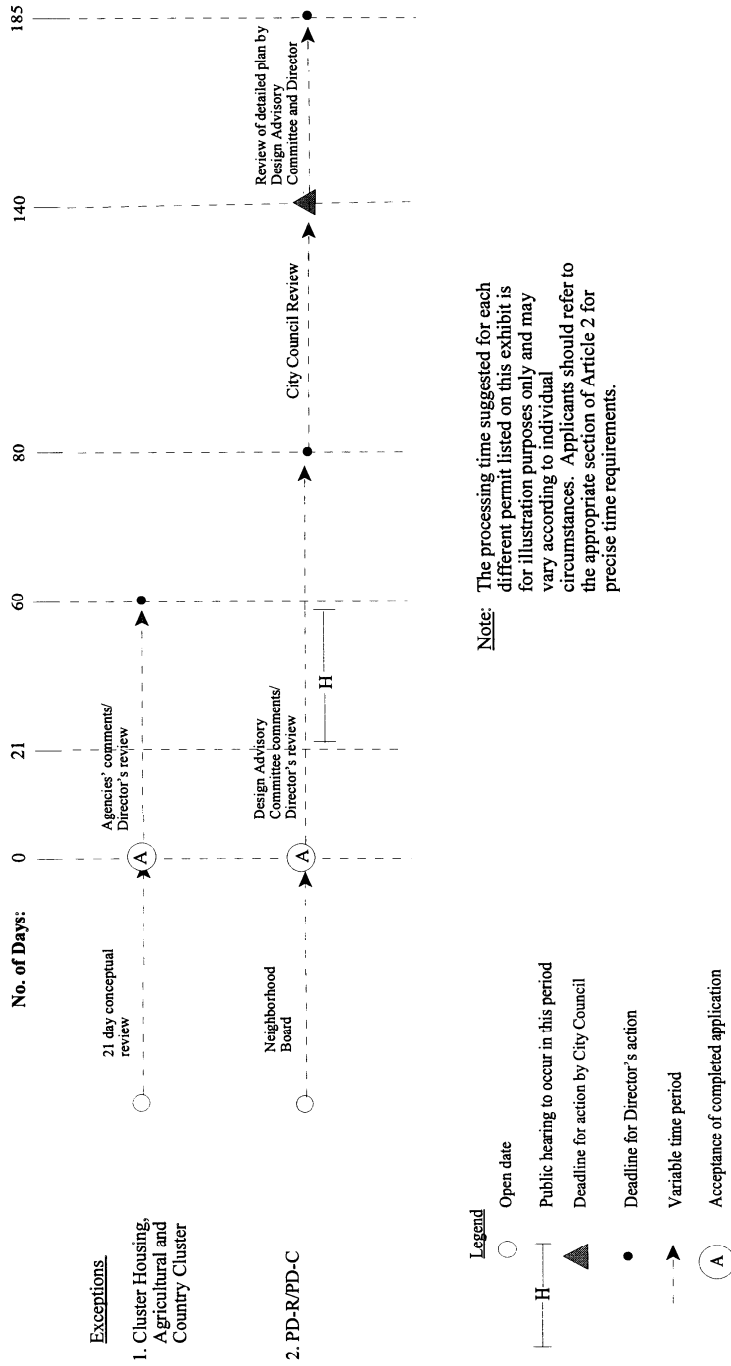 No. of Days:
0
21
60
80
140
185
Exceptions
1. Cluster Housing,
Agricultural and
Country Cluster
21 day conceptual
review
A
Agencies' comments/
Director's review
2. PD-R/PD-C
Neighborhood
Board
A
Design Advisory
Committee comments/
Director's review
H
City Council Review
Review of detailed plan by
Design Advisory
Committee and Director
Legend
Open date
H
Public hearing to occur in this period
Deadline for action by City Council
Deadline for Director's action
Variable time period
A
Acceptance of completed application
Note: The processing time suggested for each
different permit listed on this exhibit is
for illustration purposes only and may
vary according to individual
circumstances. Applicants should refer to
the appropriate section of Article 2 for
precise time requirements.